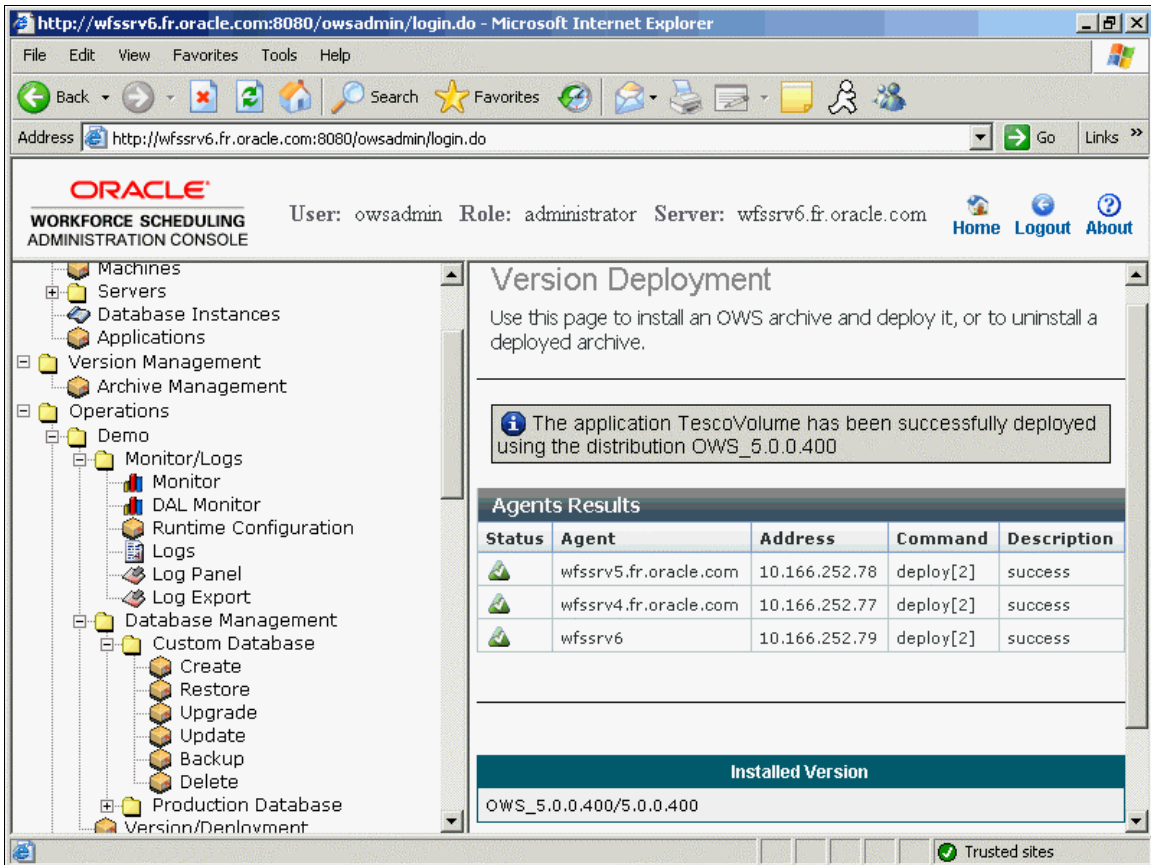 http://wfssrv6.fr.oracle.com:8080/owsadmin/login.do - Microsoft Internet Explorer
File Edit View Favorites Tools Help
Back Search Favorites
Address http://wfssrv6.fr.oracle.com:8080/owsadmin/login.do Go Links »
ORACLE
WORKFORCE SCHEDULING
ADMINISTRATION CONSOLE
User: owsadmin Role: administrator Server: wfssrv6.fr.oracle.com
Home Logout About
Machines
Servers
Database Instances
Applications
Version Management
Archive Management
Operations
Demo
Monitor/Logs
Monitor
DAL Monitor
Runtime Configuration
Logs
Log Panel
Log Export
Database Management
Custom Database
Create
Restore
Upgrade
Update
Backup
Delete
Production Database
Version/Deployment
Version Deployment
Use this page to install an OWS archive and deploy it, or to uninstall a
deployed archive.
The application TescoVolume has been successfully deployed
using the distribution OWS_5.0.0.400
Agents Results
Status Agent Address Command Description
wfssrv5.fr.oracle.com 10.166.252.78 deploy[2] success
wfssrv4.fr.oracle.com 10.166.252.77 deploy[2] success
wfssrv6 10.166.252.79 deploy[2] success
Installed Version
OWS_5.0.0.400/5.0.0.400
Trusted sites